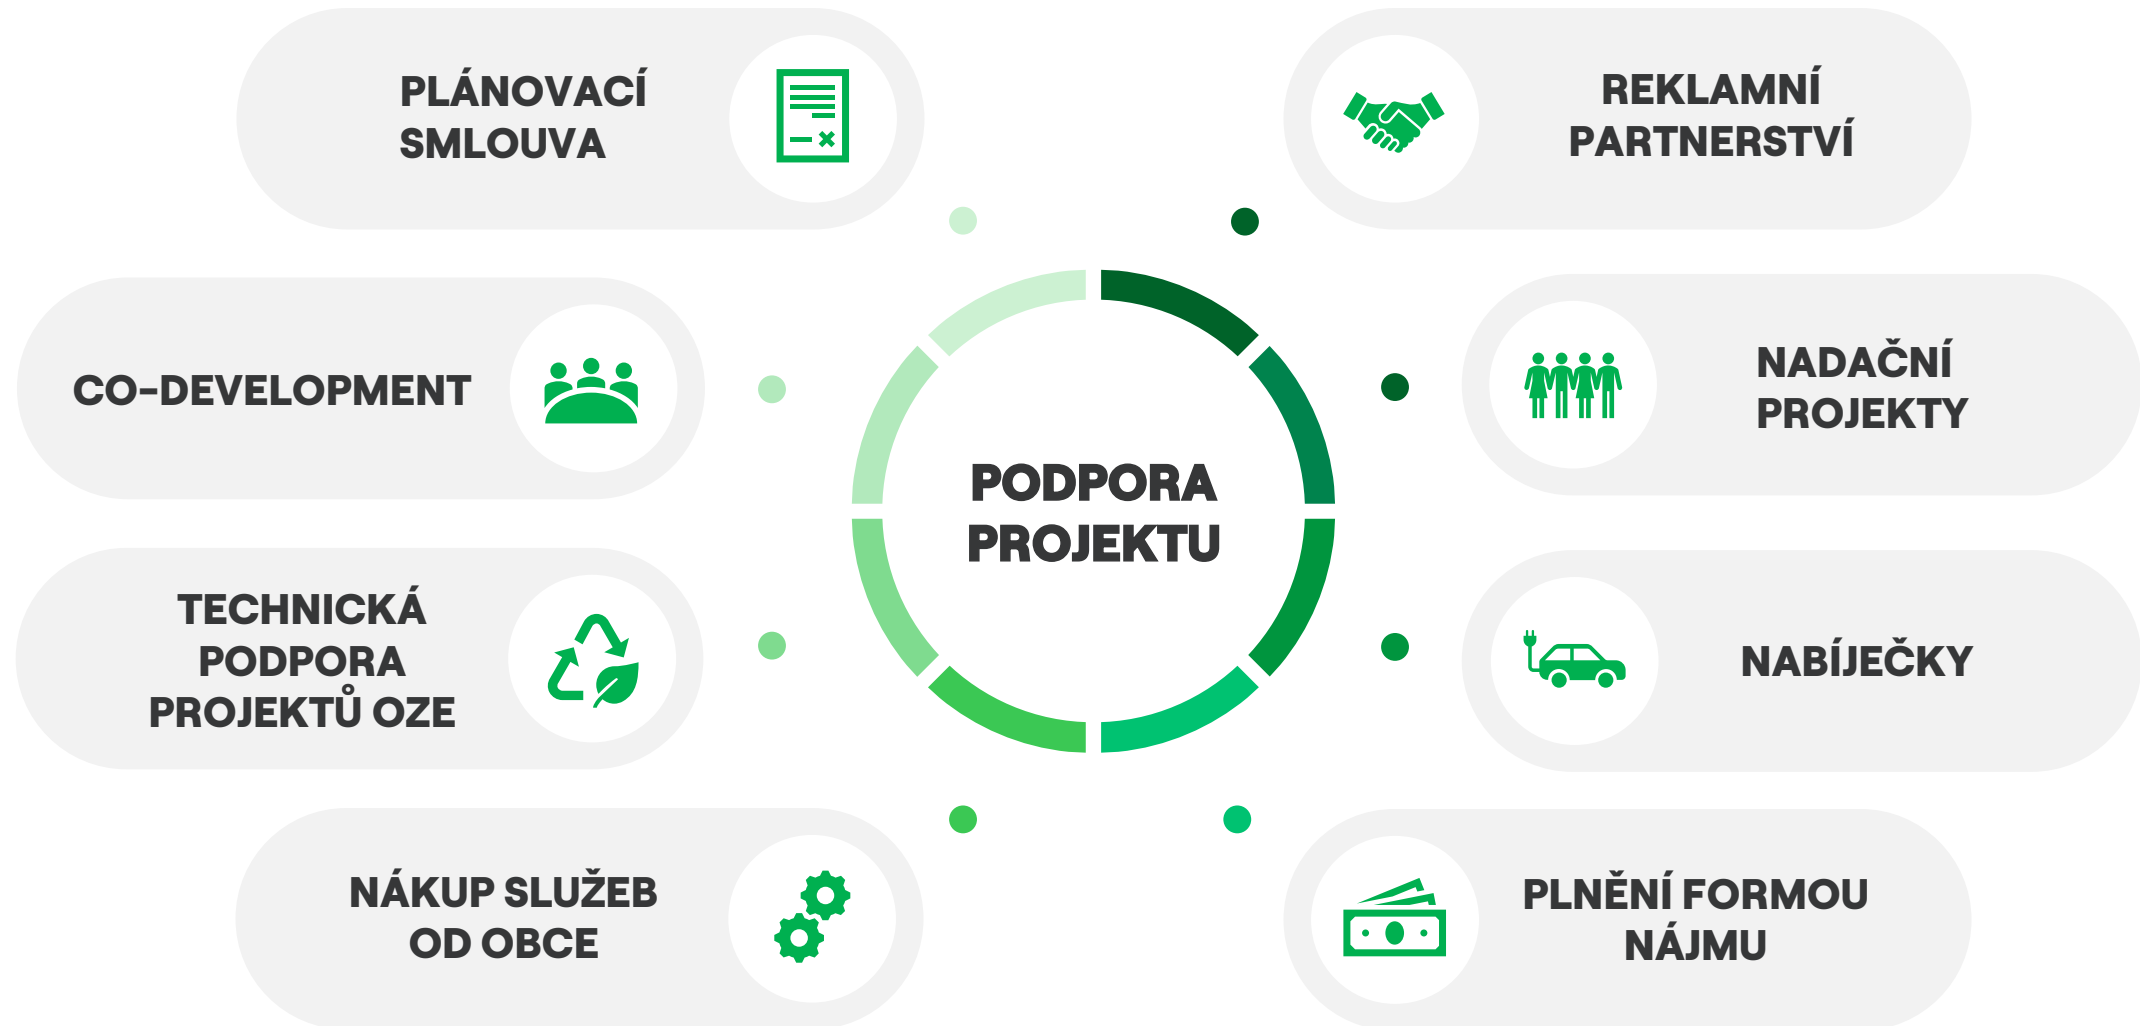 PLÁNOVACÍ
SMLOUVA
REKLAMNÍ
PARTNERSTVÍ
CO-DEVELOPMENT
NADAČNÍ
PROJEKTY
PODPORA
PROJEKTU
TECHNICKÁ
PODPORA
PROJEKTŮ OZE
NABÍJEČKY
NÁKUP SLUŽEB
OD OBCE
PLNĚNÍ FORMOU
NÁJMU